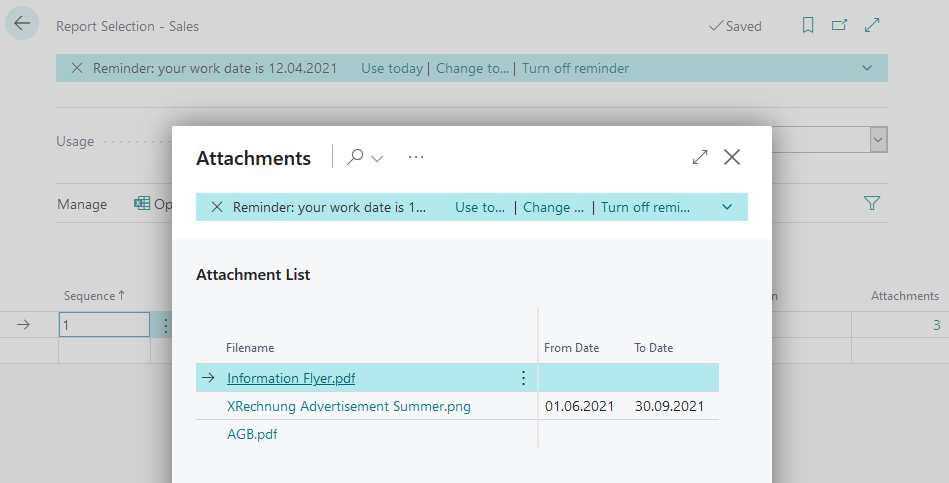 Report Selection - Sales
Saved
Reminder: your work date is 12.04.2021 Use today | Change to... | Turn off reminder
Usage
Attachments
Reminder: your work date is 1... Use to... | Change ... | Turn off remi...
Manage Op
Attachment List
Sequence ↑ n Attachments
1 3
Filename From Date To Date
Information Flyer.pdf
XRechnung Advertisement Summer.png 01.06.2021 30.09.2021
AGB.pdf